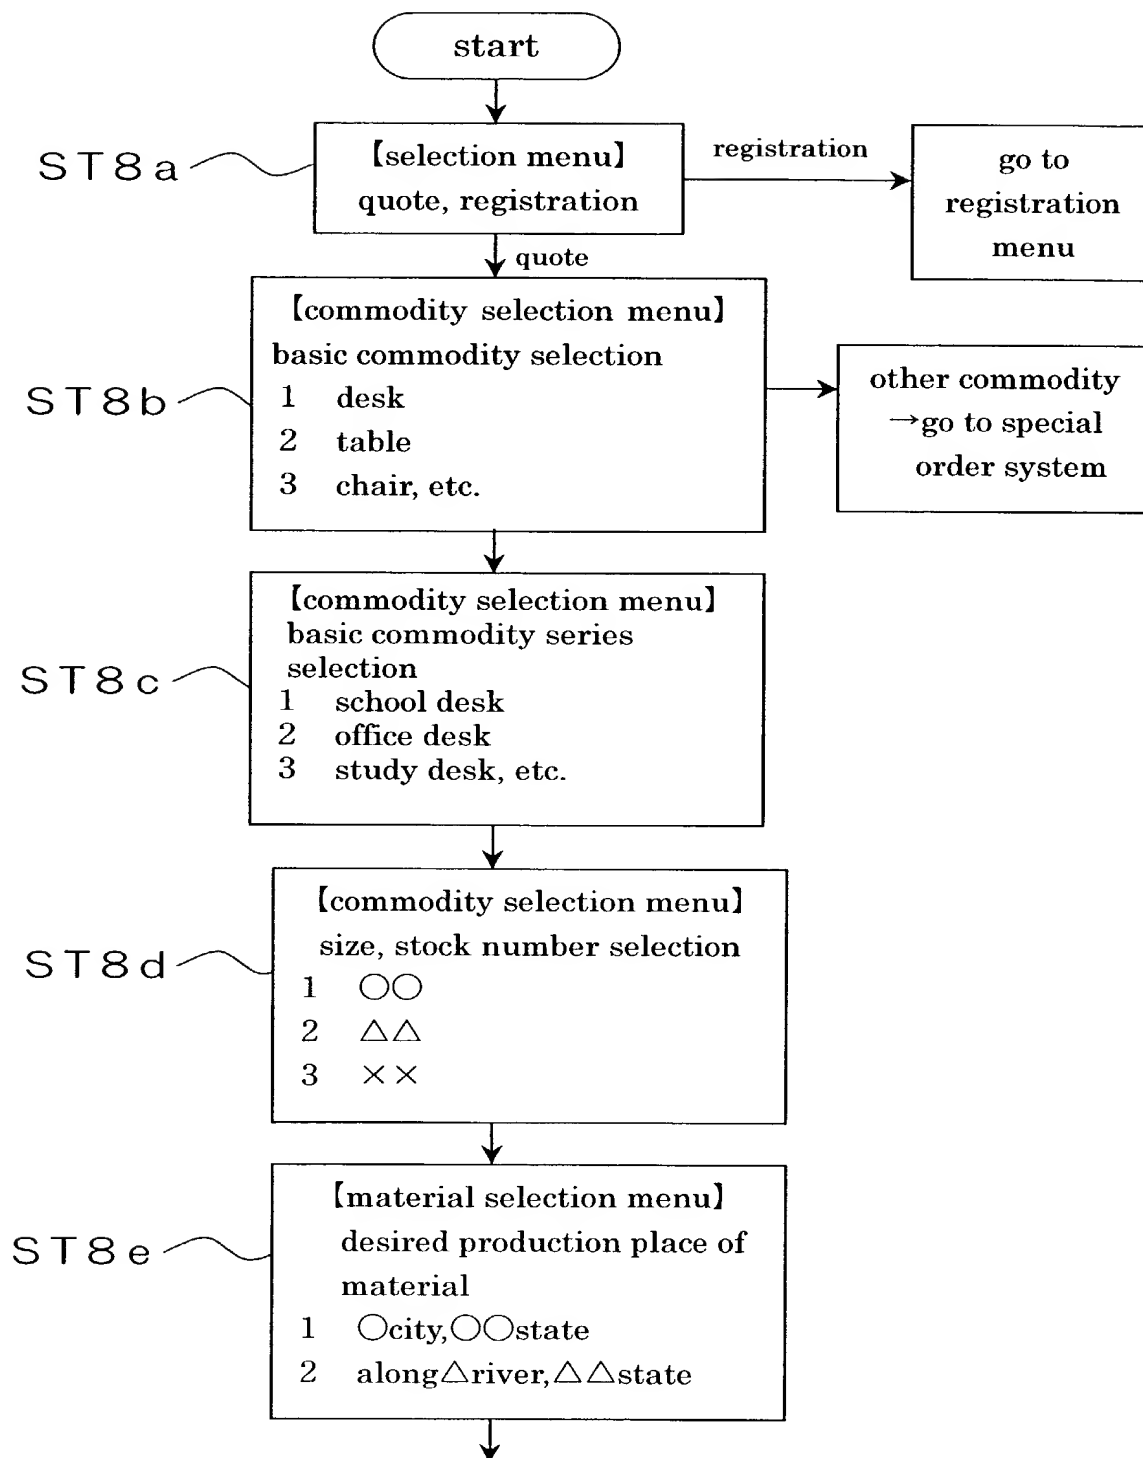 start
ST8a
【selection menu】
quote, registration
registration
go to
registration
menu
quote
ST8b
【commodity selection menu】
basic commodity selection
1 desk
2 table
3 chair, etc.
other commodity
→go to special
order system
ST8c
【commodity selection menu】
basic commodity series
selection
1 school desk
2 office desk
3 study desk, etc.
ST8d
【commodity selection menu】
size, stock number selection
1 ○○
2 △△
3 ××
ST8e
【material selection menu】
desired production place of
material
1 ○city,○○state
2 along△river,△△state